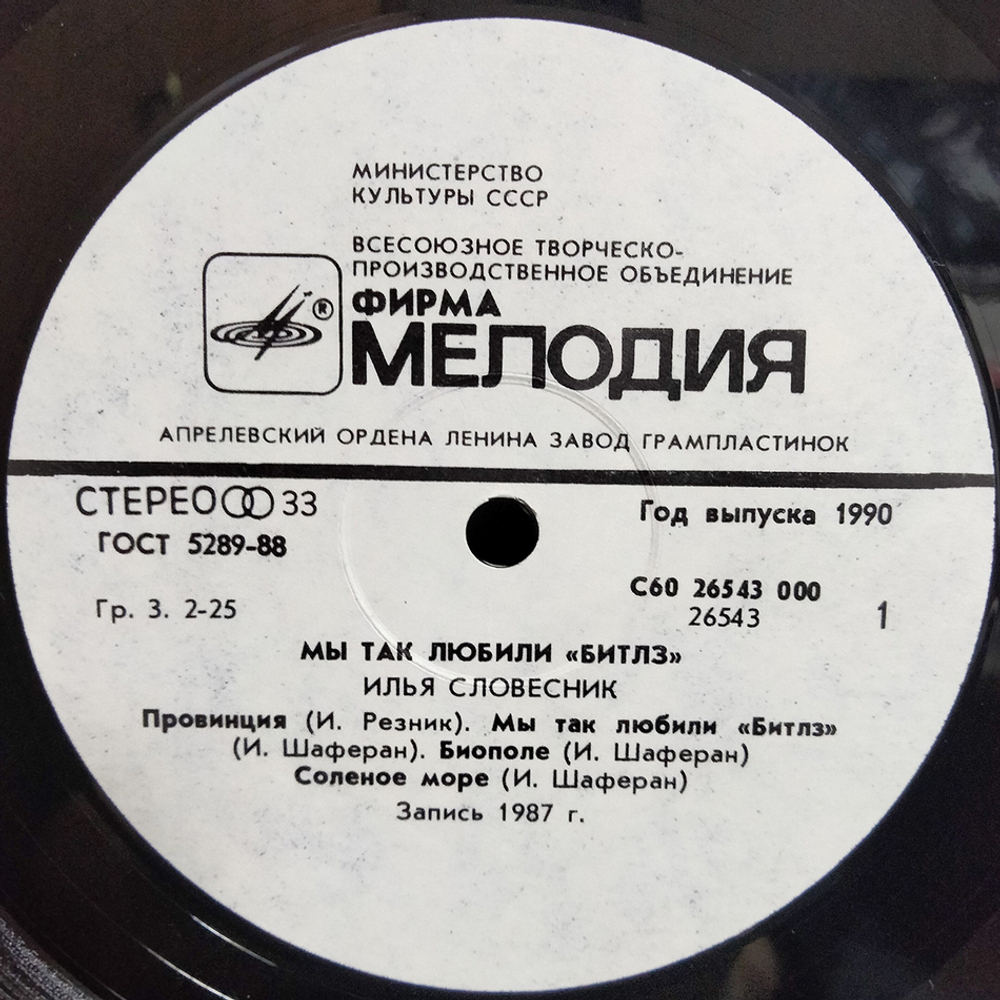 МИНИСТЕРСТВО
КУЛЬТУРЫ СССР
ВСЕСОЮЗНОЕ ТВОРЧЕСКО-
ПРОИЗВОДСТВЕННОЕ ОБЪЕДИНЕНИЕ
®
ФИРМА
МЕЛОДИЯ
АПРЕЛЕВСКИЙ ОРДЕНА ЛЕНИНА ЗАВОД ГРАМПЛАСТИНОК
СТЕРЕО 33
ГОСТ 5289-88
Гр. 3. 2-25
Год выпуска 1990
С60 26543 000
26543
1
МЫ ТАК ЛЮБИЛИ «БИТЛЗ»
ИЛЬЯ СЛОВЕСНИК
Провинция (И. Резник). Мы так любили «Битлз»
(И. Шаферан). Биополе (И. Шаферан)
Соленое море (И. Шаферан)
Запись 1987 г.